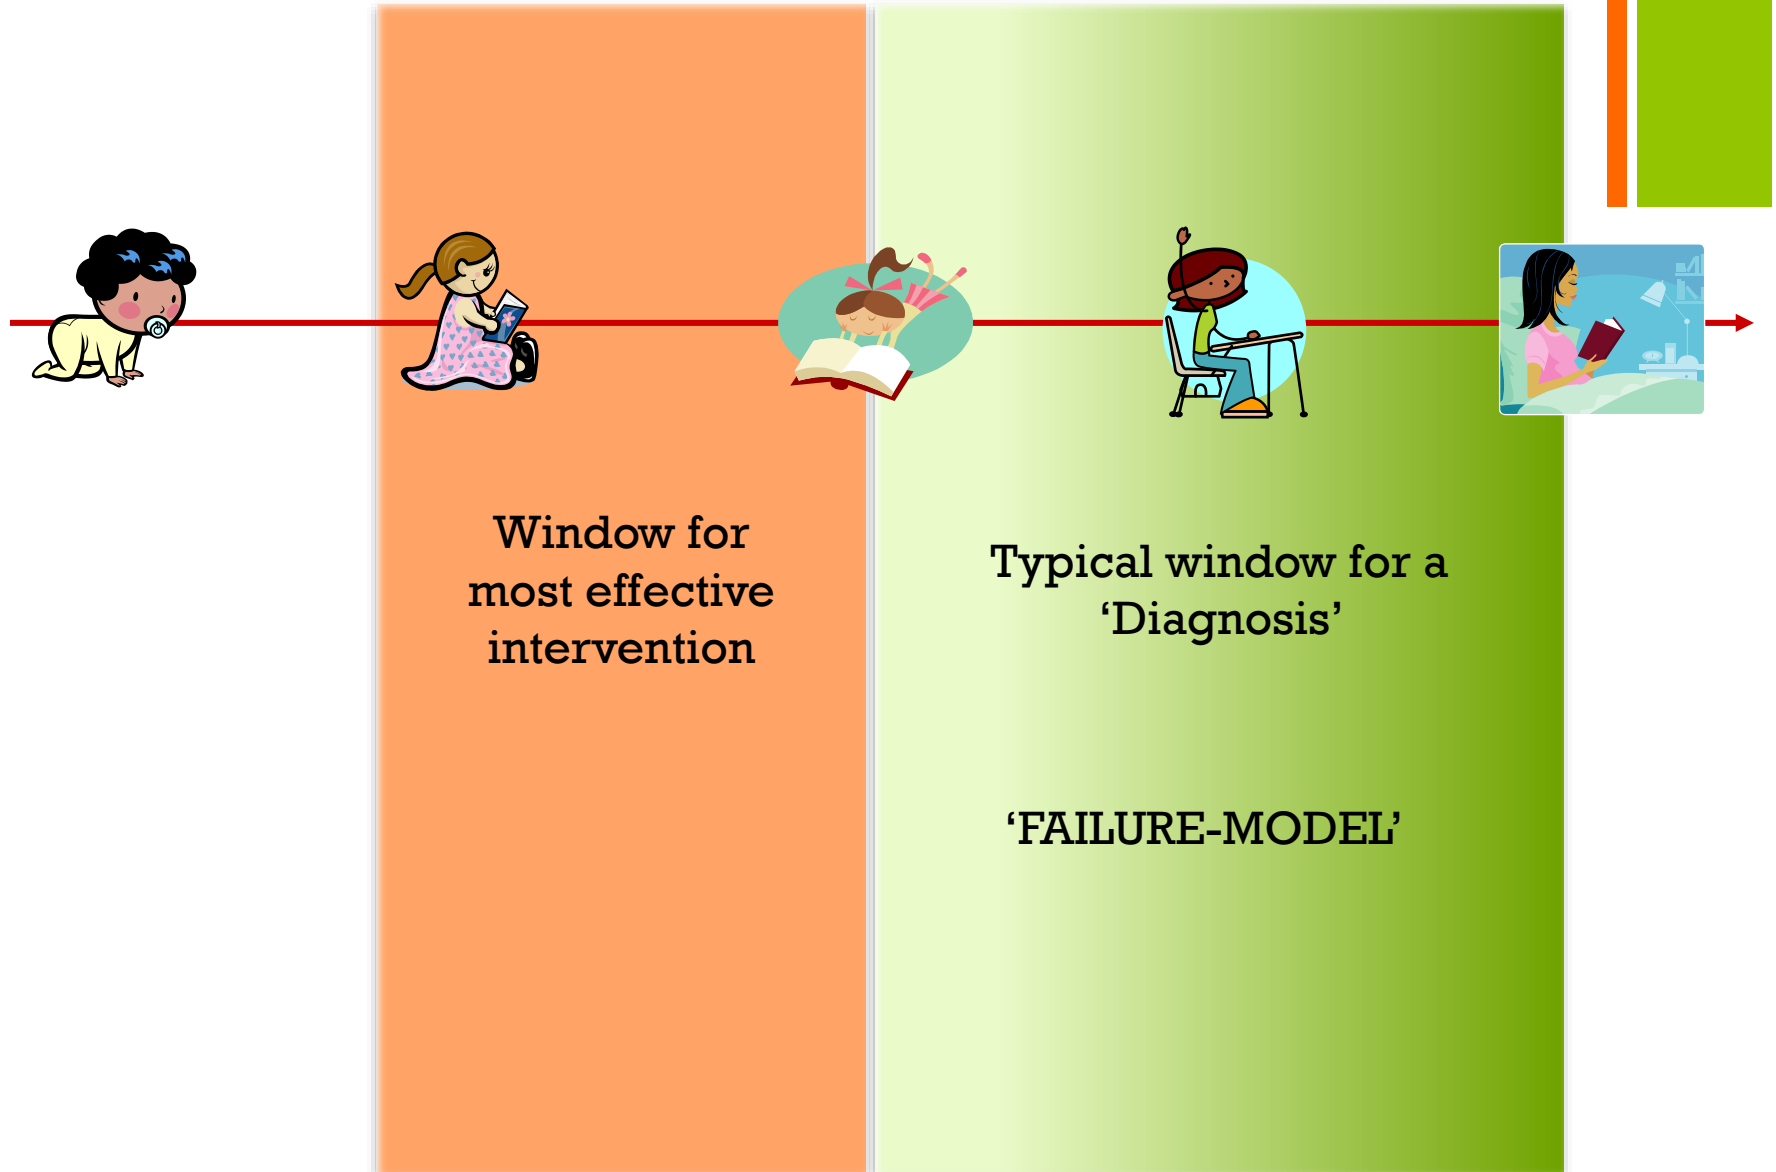 Window for
most effective
intervention
Typical window for a
‘Diagnosis’
‘FAILURE-MODEL’